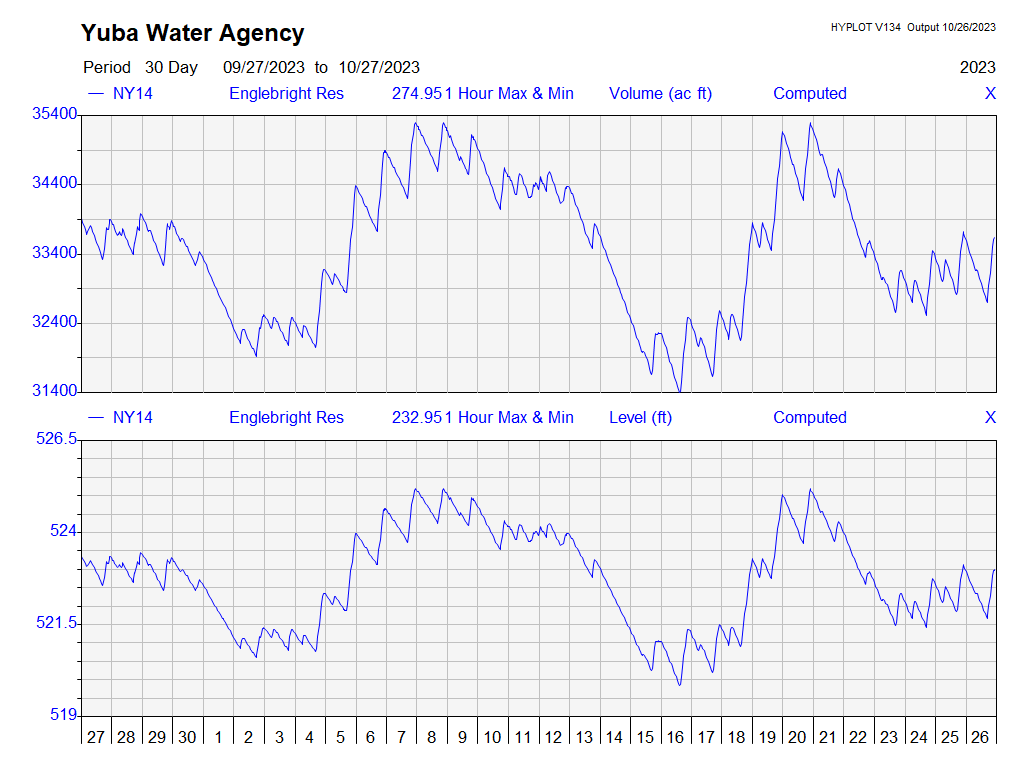 Yuba Water Agency
HYPLOT V134 Output 10/26/2023
Period 30 Day 09/27/2023 to 10/27/2023 2023
NY14 Englebright Res 274.951 Hour Max & Min Volume (ac ft) Computed X
35400
34400
33400
32400
31400
NY14 Englebright Res 232.951 Hour Max & Min Level (ft) Computed X
526.5
524
521.5
519
27 28 29 30 1 2 3 4 5 6 7 8 9 10 11 12 13 14 15 16 17 18 19 20 21 22 23 24 25 26